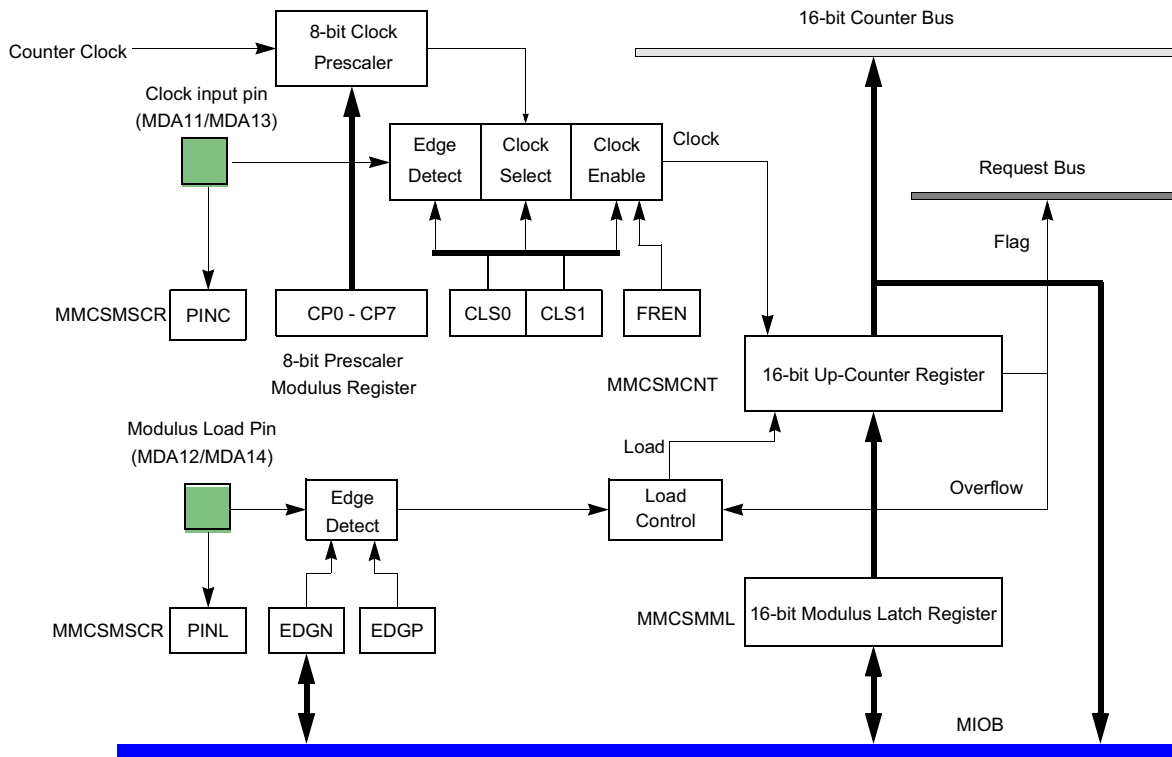 16-bit Counter Bus
8-bit Clock
Prescaler
Counter Clock
Clock input pin
(MDA11/MDA13)
Edge
Detect
Clock
Select
Clock
Enable
Clock
Request Bus
Flag
MMCSMSCR
PINC
CP0 - CP7
CLS0
CLS1
FREN
8-bit Prescaler
Modulus Register
MMCSMCNT
16-bit Up-Counter Register
Modulus Load Pin
(MDA12/MDA14)
Load
Edge
Detect
Load
Control
Overflow
MMCSMSCR
PINL
EDGN
EDGP
MMCSMML
16-bit Modulus Latch Register
MIOB